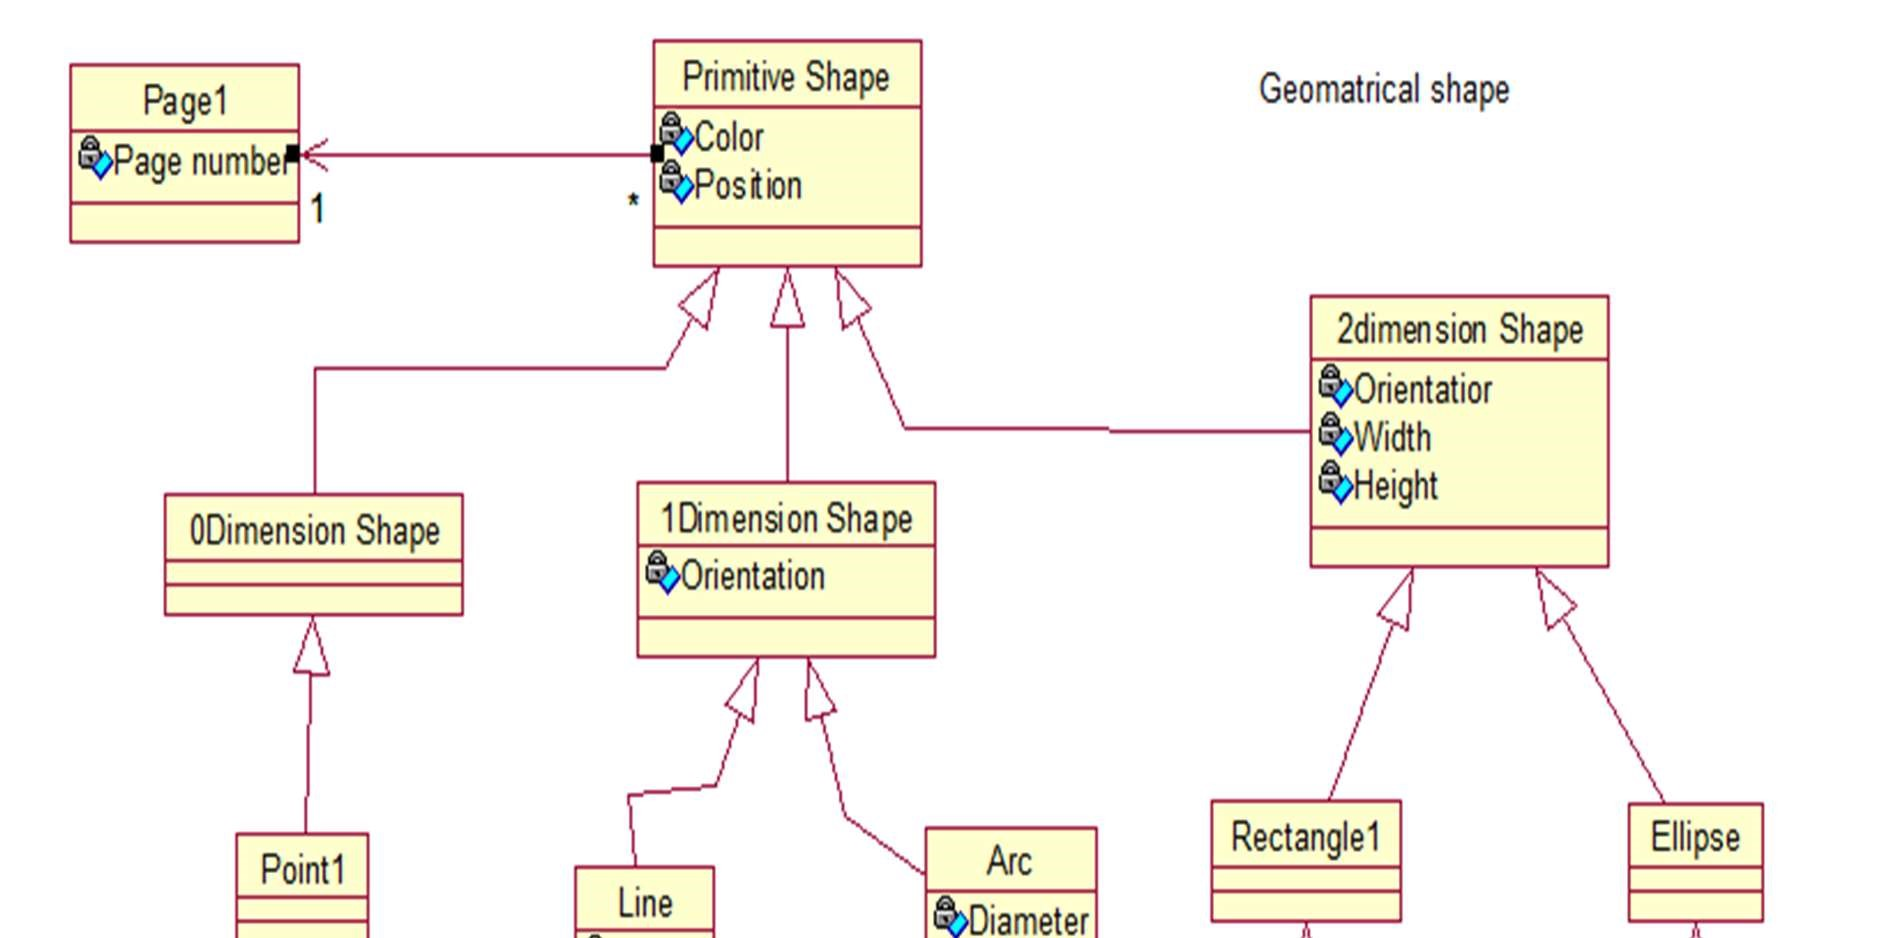 Page1
Page number
1
*
Primitive Shape
Color
Position
Geomatrical shape
2dimension Shape
Orientatior
Width
Height
0Dimension Shape
1Dimension Shape
Orientation
Point1
Line
Arc
Diameter
Rectangle1
Ellipse